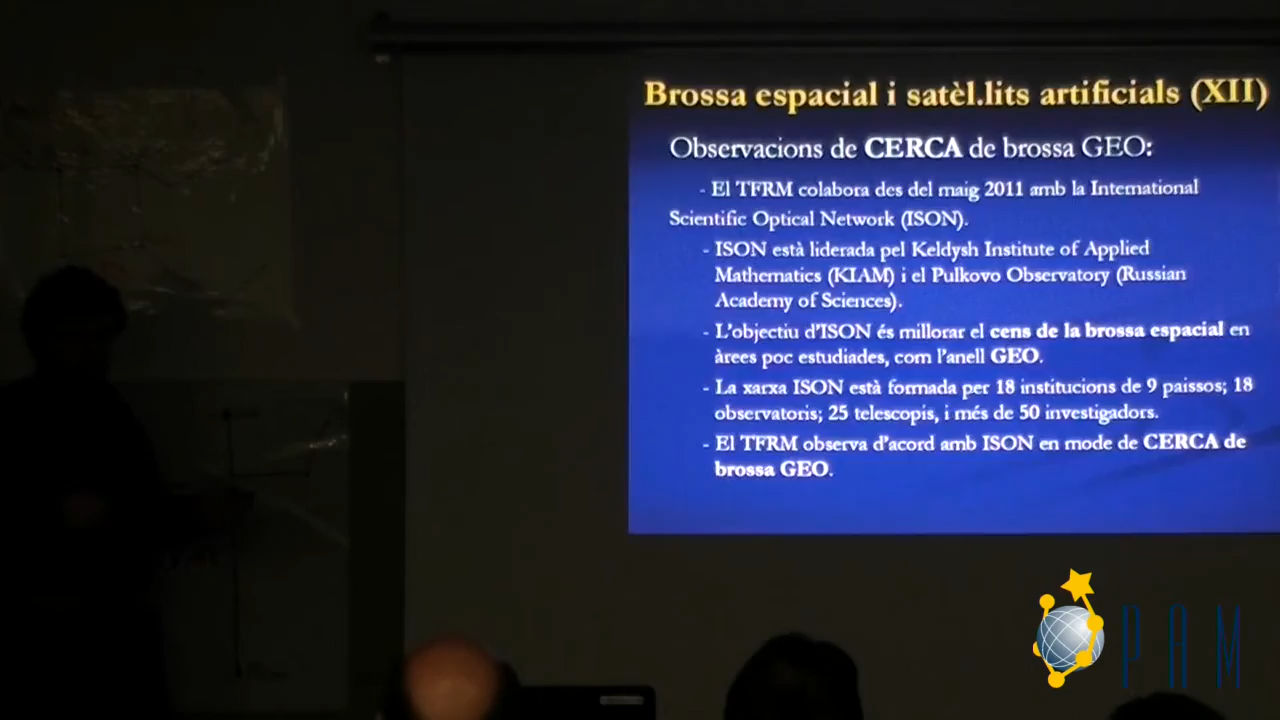 Brossa espacial i satèl.lits artificials (XII)
Observacions de CERCA de brossa GEO:
- El TFRM colabora des del maig 2011 amb la International
Scientific Optical Network (ISON).
- ISON està liderada pel Keldysh Institute of Applied
Mathematics (KIAM) i el Pulkovo Observatory (Russian
Academy of Sciences).
- L'objectiu d'ISON és millorar el cens de la brossa espacial en
àrees poc estudiades, com l'anell GEO.
- La xarxa ISON està formada per 18 institucions de 9 paissos; 18
observatoris; 25 telescopis, i més de 50 investigadors.
- El TFRM observa d'acord amb ISON en mode de CERCA de
brossa GEO.
PAM